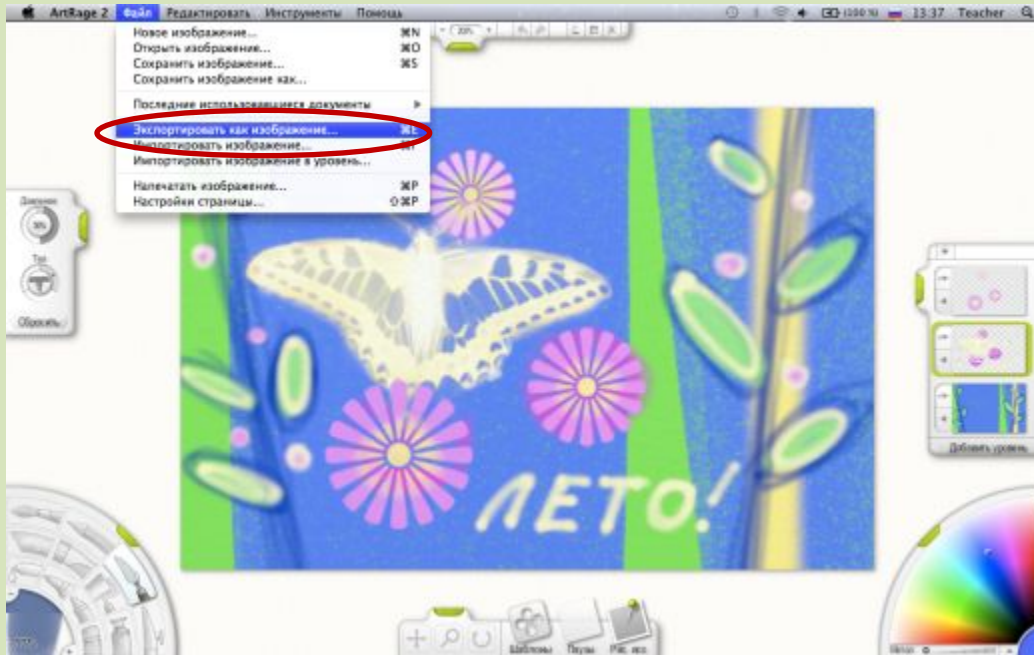 ArtRage 2 Файл Редактировать Инструменты Помощь (100%) 13:37 Teacher
Новое изображение... ⌘N
Открыть изображение... ⌘O
Сохранить изображение... ⌘S
Сохранить изображение как...
Последние использовавшиеся документы
Экспортировать как изображение... ⌘E
Импортировать изображение... ⌘I
Импортировать изображение в уровень...
Напечатать изображение... ⌘P
Настройки страницы... ⇧⌘P
Давление
Сбросить
Добавить уровень
ЛЕТО!
Шаблоны